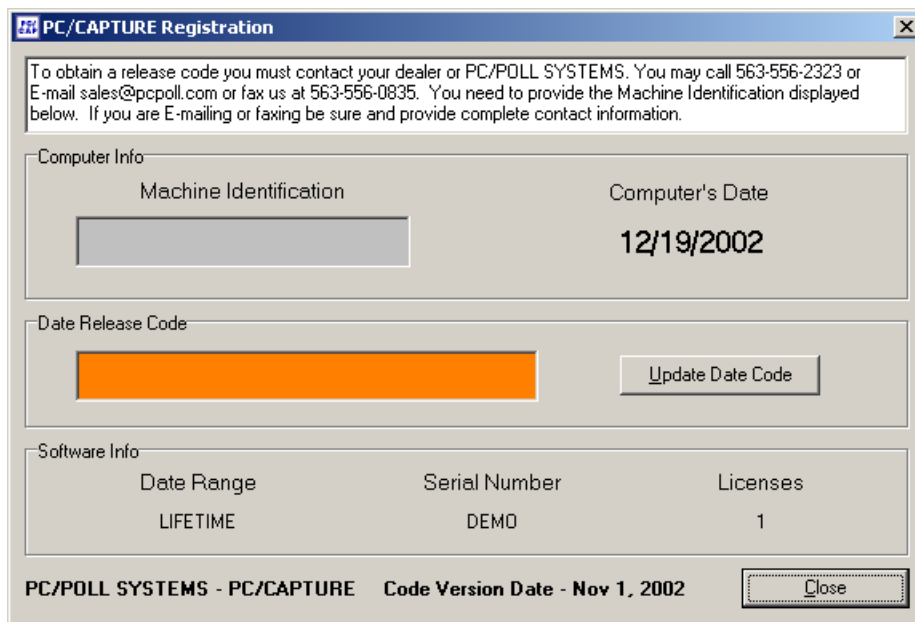 PC/CAPTURE Registration
To obtain a release code you must contact your dealer or PC/POLL SYSTEMS. You may call 563-556-2323 or
E-mail sales@pcpoll.com or fax us at 563-556-0835.  You need to provide the Machine Identification displayed
below.  If you are E-mailing or faxing be sure and provide complete contact information.
Computer Info
Machine Identification
Computer's Date
12/19/2002
Date Release Code
Update Date Code
Software Info
Date Range Serial Number Licenses
LIFETIME DEMO 1
PC/POLL SYSTEMS - PC/CAPTURE Code Version Date - Nov 1, 2002 Close